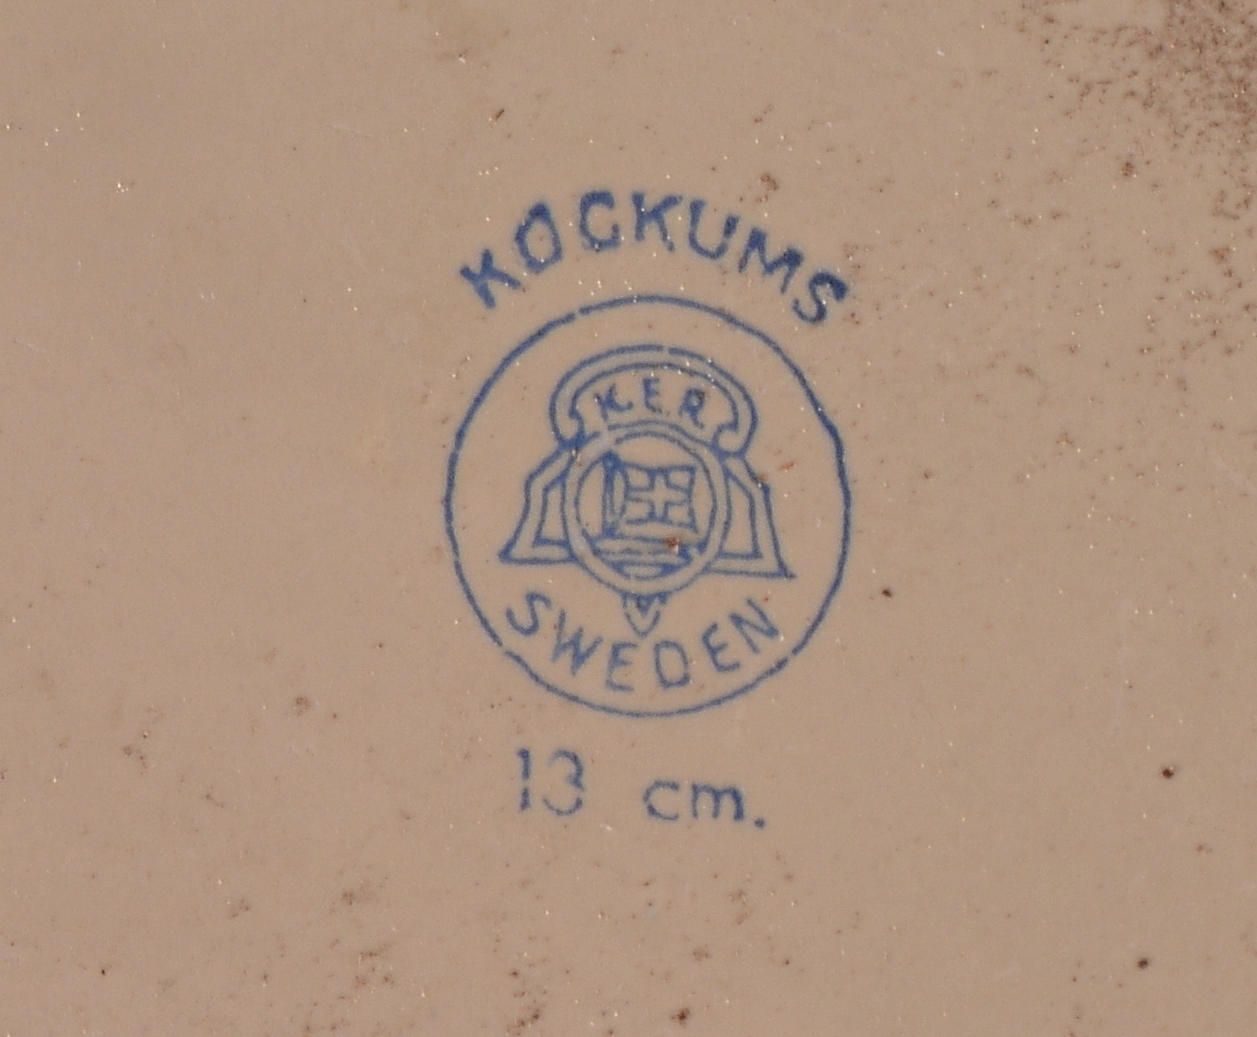 KOCKUMS
K.E.R.
SWEDEN
13 cm.